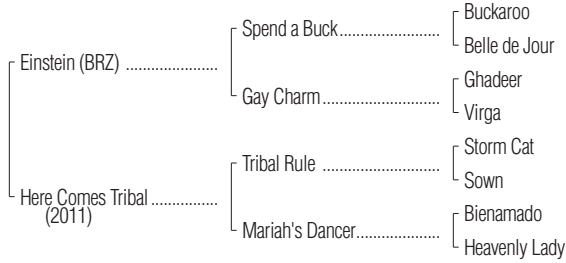 Buckaroo
Spend a Buck
Belle de Jour
Einstein (BRZ)
Ghadeer
Gay Charm
Virga
Storm Cat
Tribal Rule
Sown
Here Comes Tribal
(2011)
Bienamado
Mariah's Dancer
Heavenly Lady